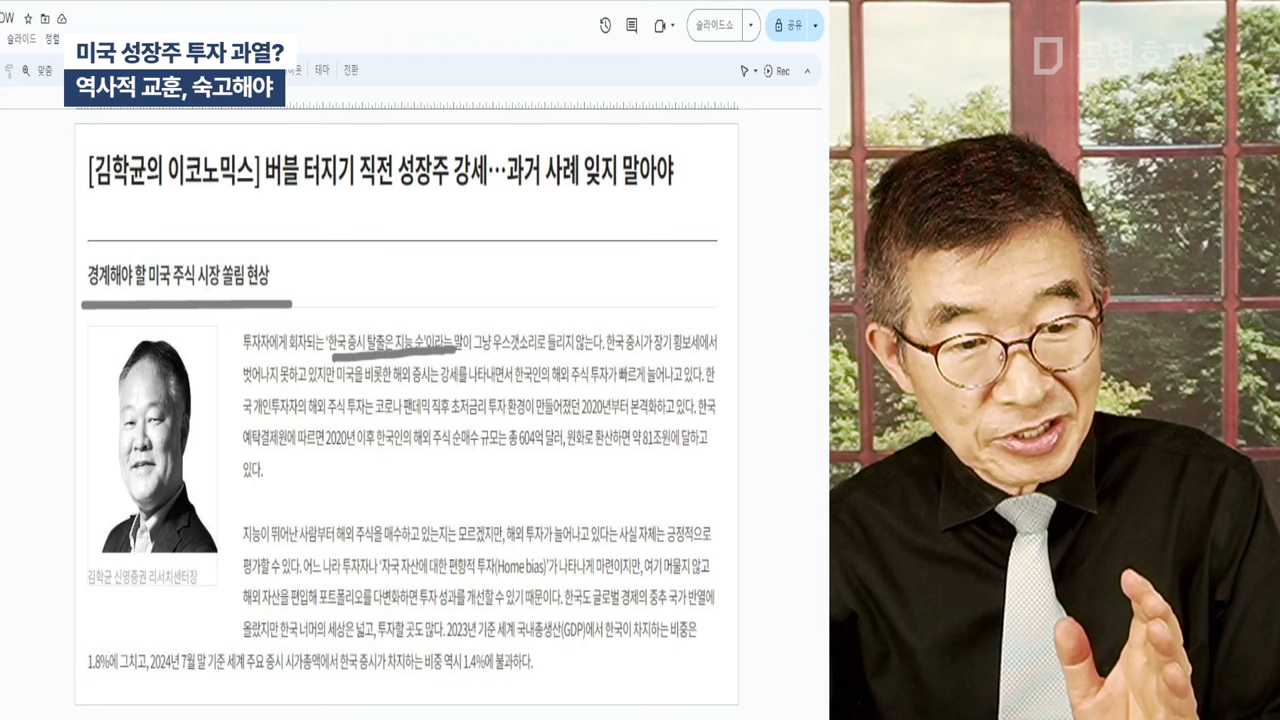 OW
슬라이드 정렬
슬라이드쇼
공유
맞춤
테마
전환
Rec
미국 성장주 투자 과열?
역사적 교훈, 숙고해야
공병호TV
[김학균의 이코노믹스] 버블 터지기 직전 성장주 강세…과거 사례 잊지 말아야
경계해야 할 미국 주식 시장 쏠림 현상
투자자에게 회자되는 ‘한국 증시 탈출은 지능 순’이라는 말이 그냥 우스갯소리로 들리지 않는다. 한국 증시가 장기 횡보세에서
벗어나지 못하고 있지만 미국을 비롯한 해외 증시는 강세를 나타내면서 한국인의 해외 주식 투자가 빠르게 늘어나고 있다. 한
국 개인투자자의 해외 주식 투자는 코로나 팬데믹 직후 초저금리 투자 환경이 만들어졌던 2020년부터 본격화하고 있다. 한국
예탁결제원에 따르면 2020년 이후 한국인의 해외 주식 순매수 규모는 총 604억 달러, 원화로 환산하면 약 81조원에 달하고
있다.
지능이 뛰어난 사람부터 해외 주식을 매수하고 있는지는 모르겠지만, 해외 투자가 늘어나고 있다는 사실 자체는 긍정적으로
평가할 수 있다. 어느 나라 투자자나 ‘자국 자산에 대한 편향적 투자(Home bias)’가 나타나게 마련이지만, 여기 머물지 않고
해외 자산을 편입해 포트폴리오를 다변화하면 투자 성과를 개선할 수 있기 때문이다. 한국도 글로벌 경제의 중추 국가 반열에
올랐지만 한국 너머의 세상은 넓고, 투자할 곳도 많다. 2023년 기준 세계 국내총생산(GDP)에서 한국이 차지하는 비중은
1.8%에 그치고, 2024년 7월 말 기준 세계 주요 증시 시가총액에서 한국 증시가 차지하는 비중 역시 1.4%에 불과하다.
김학균 신영증권 리서치센터장